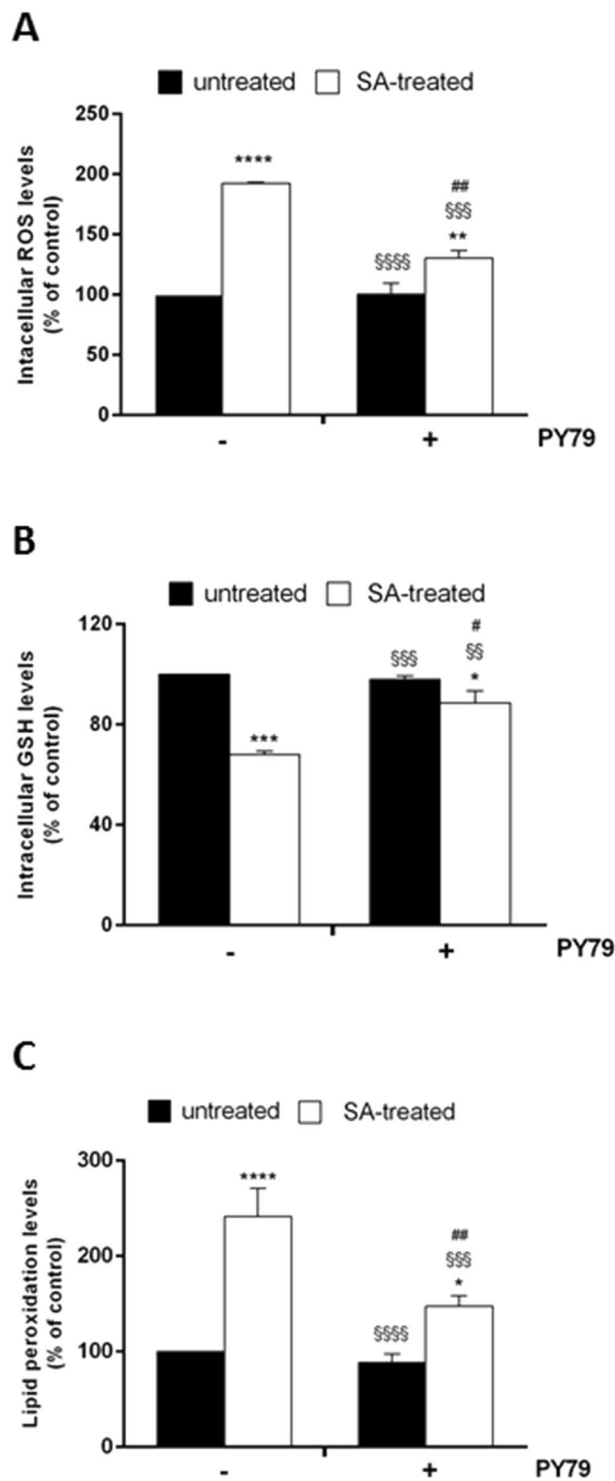 A
untreated SA-treated
Intacellular ROS levels
(% of control)
250
200
150
100
50
0
****
§§§§
##
§§§
**
- + PY79
B
untreated SA-treated
Intracellular GSH levels
(% of control)
120
80
40
0
***
§§§
#
§§
*
- + PY79
C
untreated SA-treated
Lipid peroxidation levels
(% of control)
300
200
100
0
****
§§§§
##
§§§
*
- + PY79